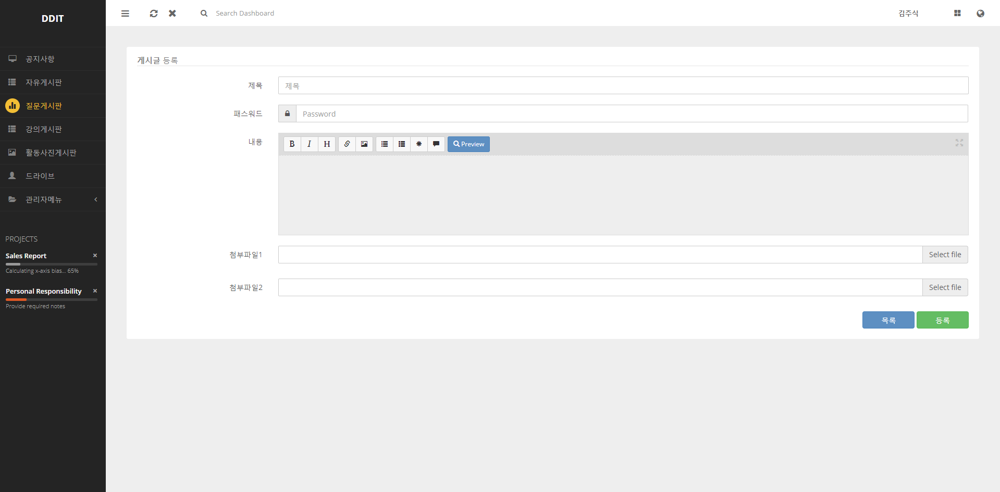 DDIT
Search Dashboard
김주식
공지사항
자유게시판
질문게시판
강의게시판
활동사진게시판
드라이브
관리자메뉴
PROJECTS
Sales Report
Calculating x-axis bias... 65%
Personal Responsibility
Provide required notes
게시글 등록
제목
제목
패스워드
Password
내용
B I H Preview
첨부파일1
Select file
첨부파일2
Select file
목록 등록